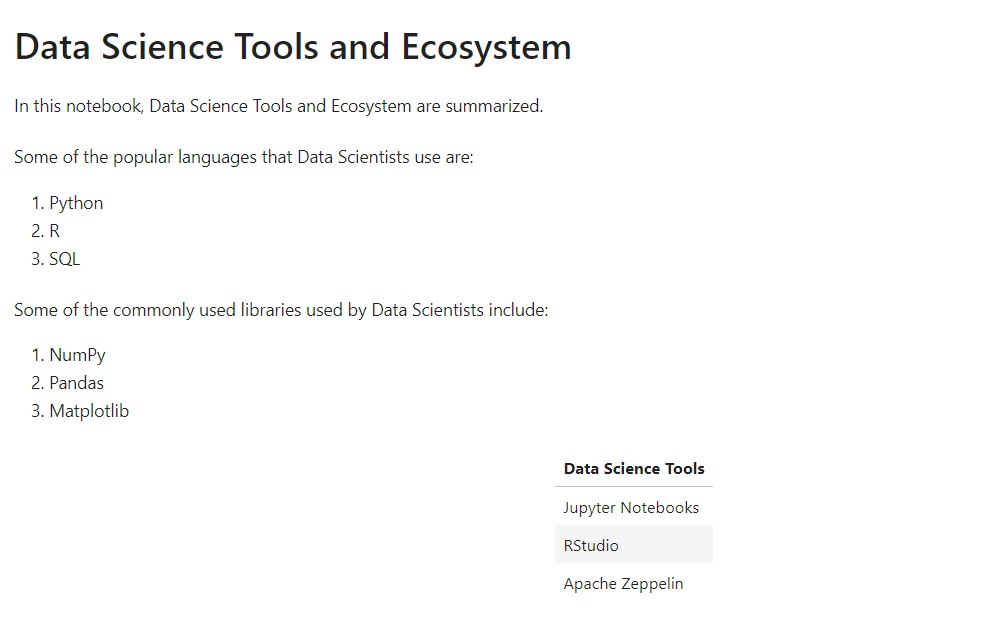 Data Science Tools and Ecosystem
In this notebook, Data Science Tools and Ecosystem are summarized.
Some of the popular languages that Data Scientists use are:
1. Python
2. R
3. SQL
Some of the commonly used libraries used by Data Scientists include:
1. NumPy
2. Pandas
3. Matplotlib
Data Science Tools
Jupyter Notebooks
RStudio
Apache Zeppelin